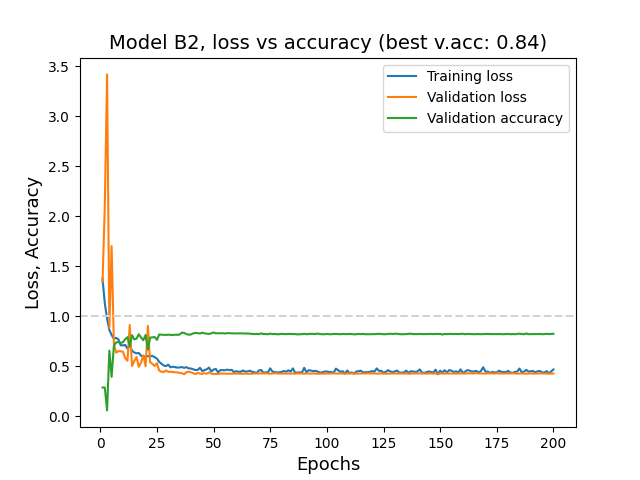 Model B2, loss vs accuracy (best v.acc: 0.84)
Training loss
Validation loss
Validation accuracy
Loss, Accuracy
3.5
3.0
2.5
2.0
1.5
1.0
0.5
0.0
0 25 50 75 100 125 150 175 200
Epochs